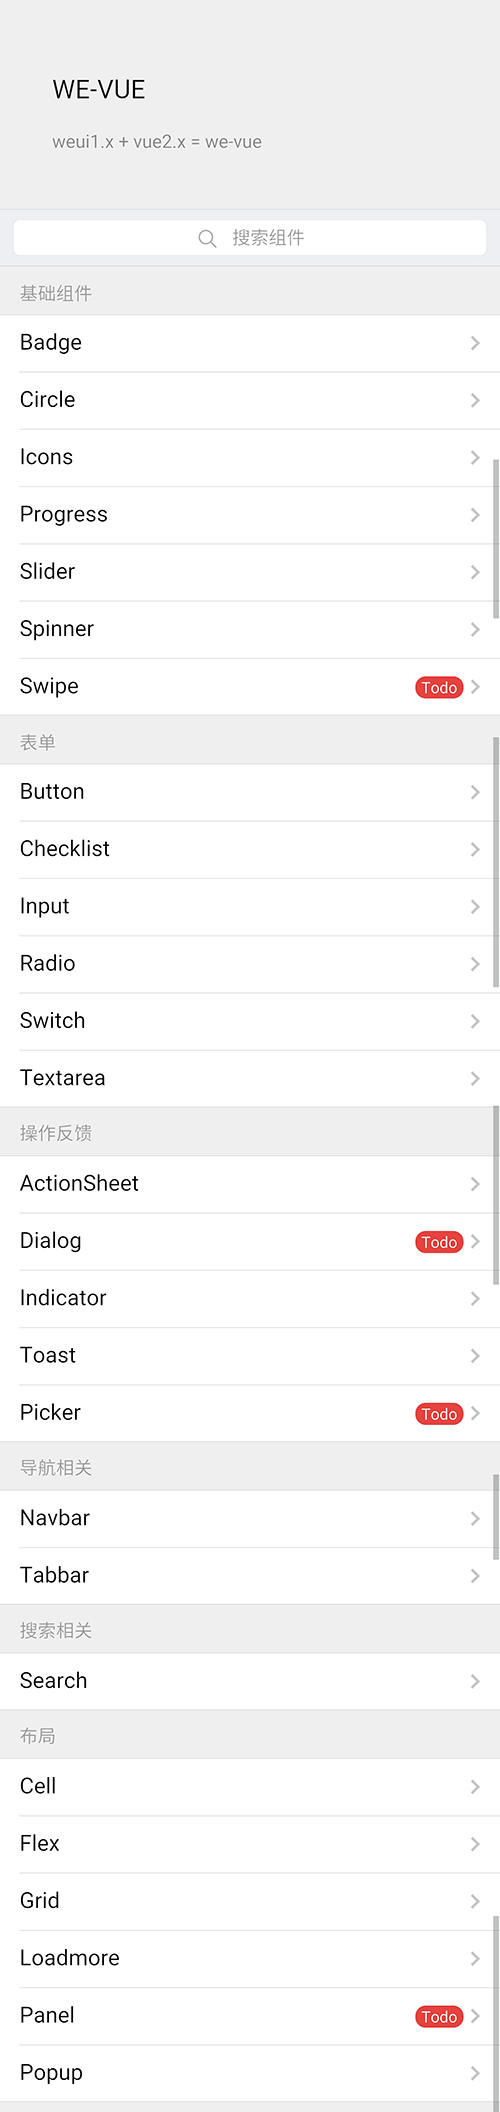 WE-VUE
weui1.x + vue2.x = we-vue
搜索组件
基础组件
Badge
Circle
Icons
Progress
Slider
Spinner
Swipe Todo
表单
Button
Checklist
Input
Radio
Switch
Textarea
操作反馈
ActionSheet
Dialog Todo
Indicator
Toast
Picker Todo
导航相关
Navbar
Tabbar
搜索相关
Search
布局
Cell
Flex
Grid
Loadmore
Panel Todo
Popup